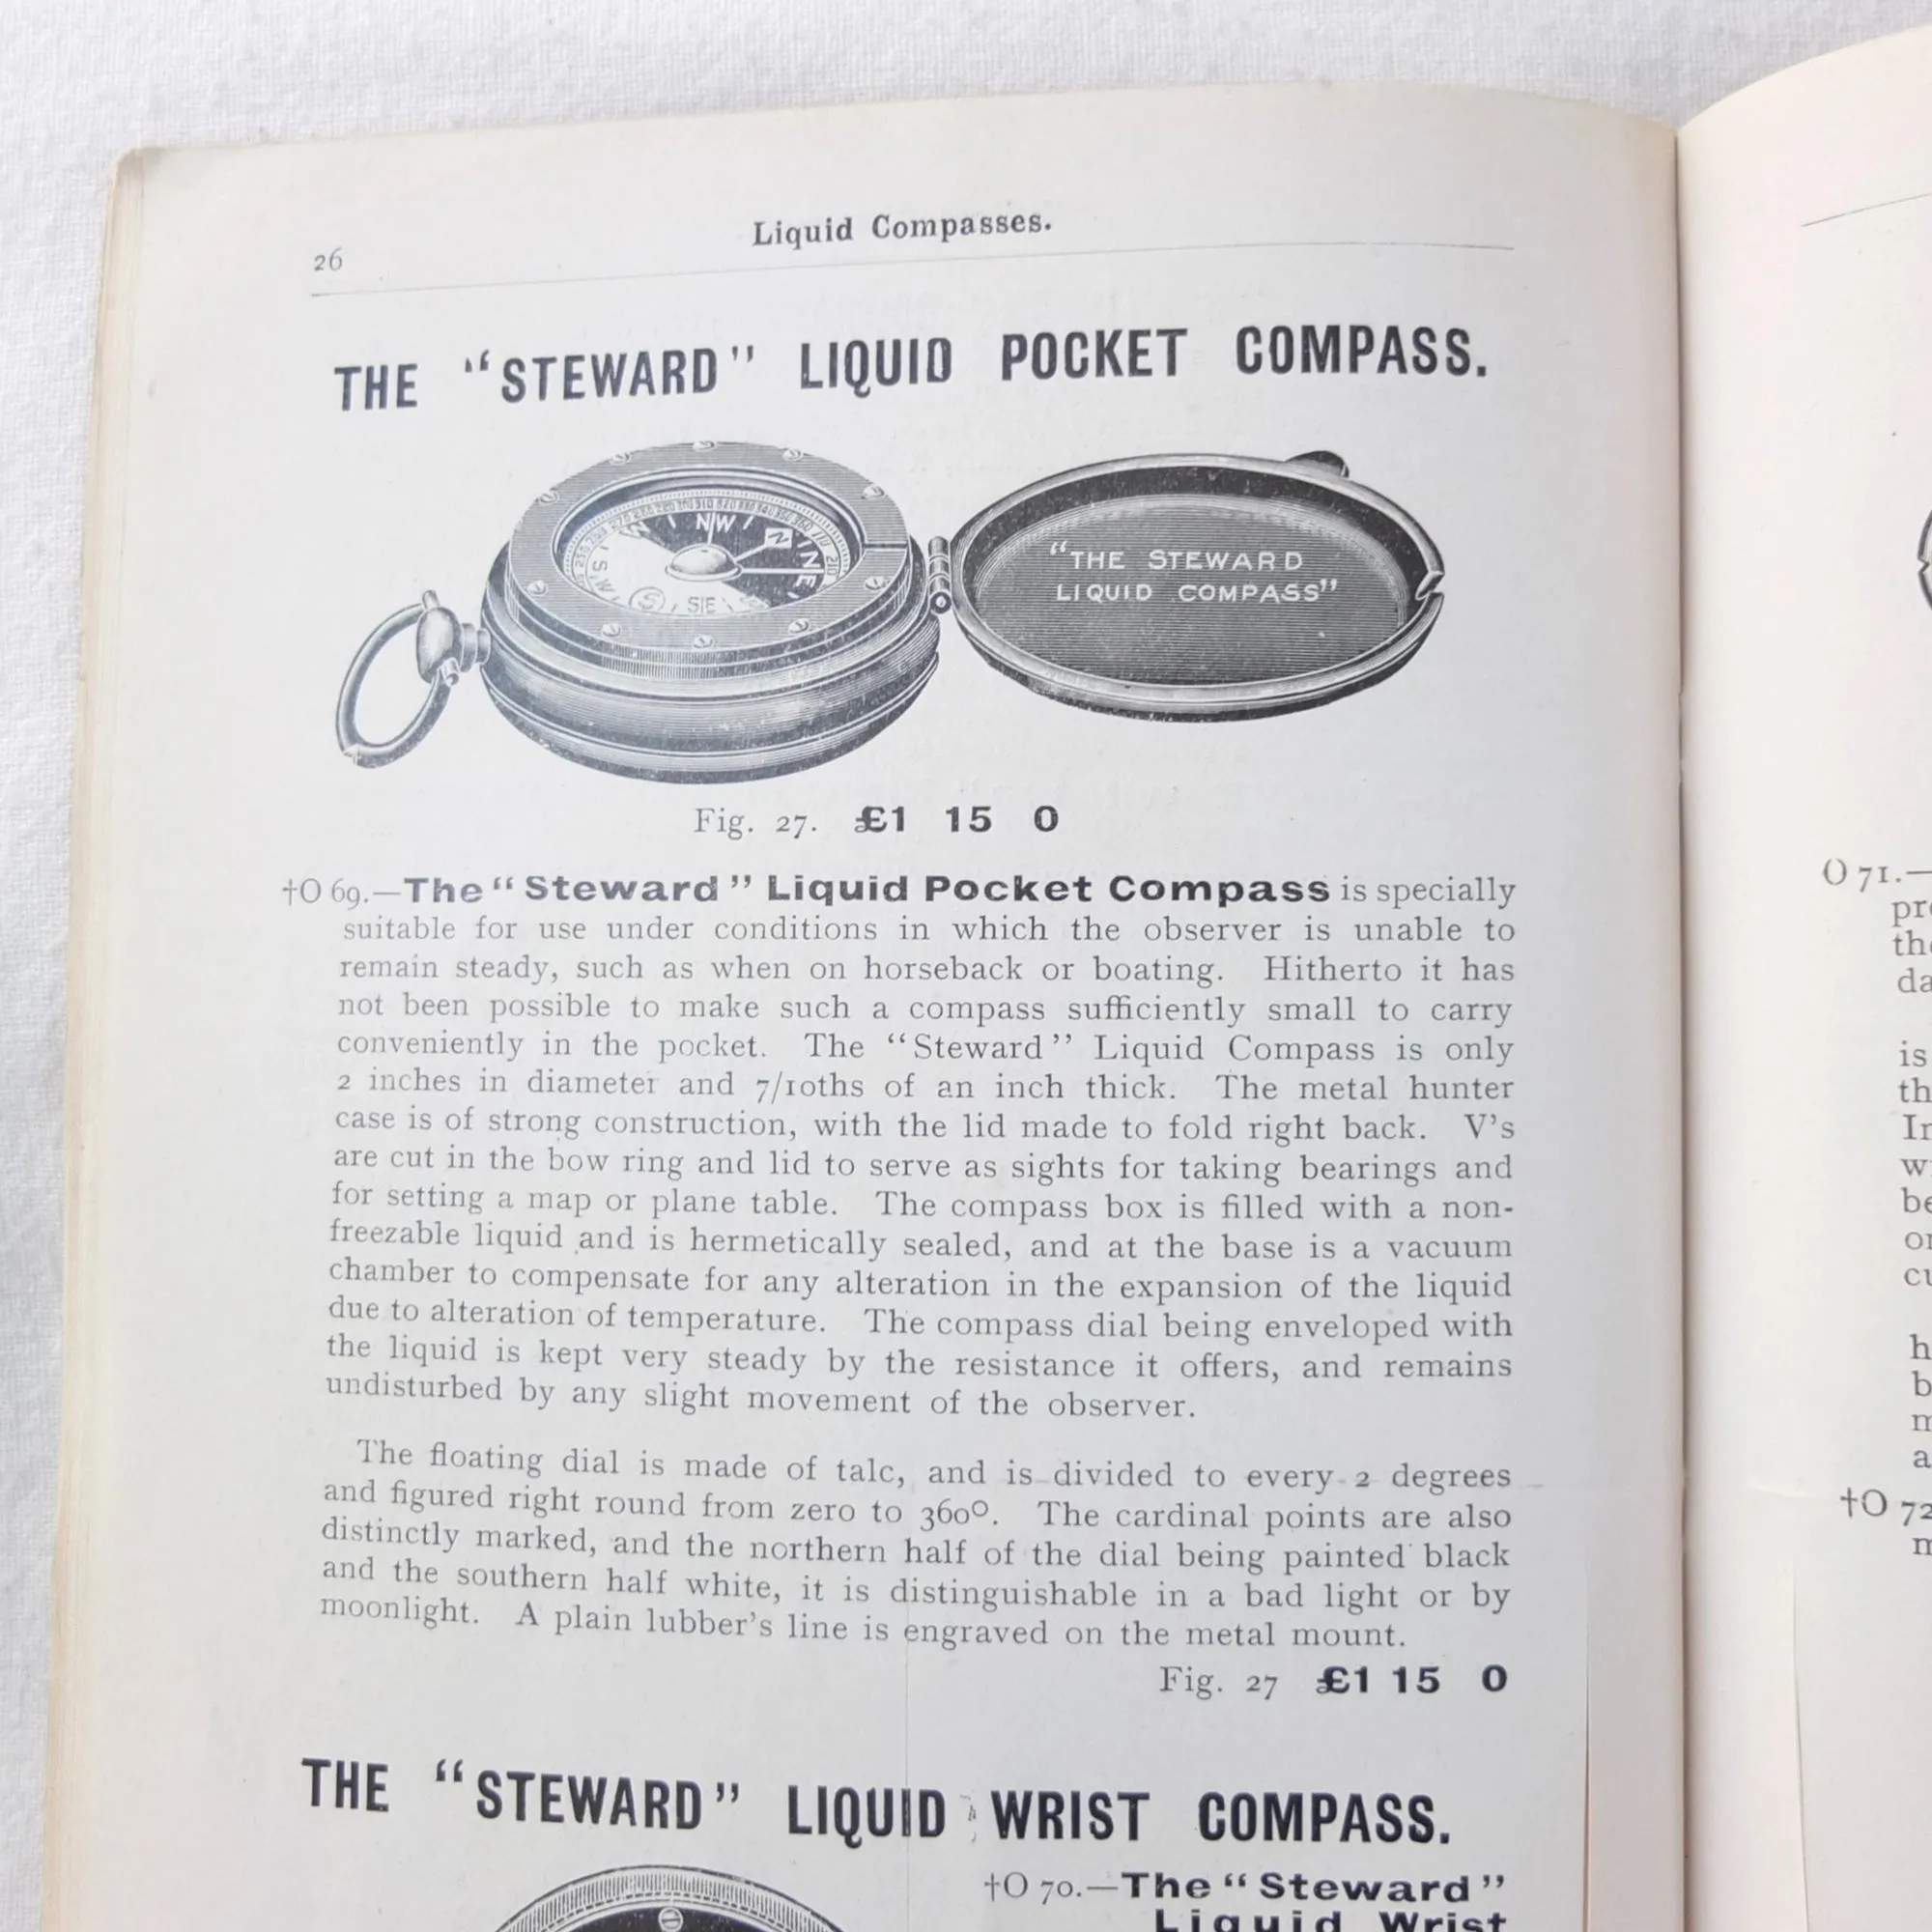 Liquid Compasses.
26
THE "STEWARD" LIQUID POCKET COMPASS.
N|W
N
N E
S|E
S
S W
"THE STEWARD
LIQUID COMPASS"
Fig. 27. £1 15 0
†O 69.—The "Steward" Liquid Pocket Compass is specially
suitable for use under conditions in which the observer is unable to
remain steady, such as when on horseback or boating. Hitherto it has
not been possible to make such a compass sufficiently small to carry
conveniently in the pocket. The "Steward" Liquid Compass is only
2 inches in diameter and 7/10ths of an inch thick. The metal hunter
case is of strong construction, with the lid made to fold right back. V's
are cut in the bow ring and lid to serve as sights for taking bearings and
for setting a map or plane table. The compass box is filled with a non-
freezable liquid and is hermetically sealed, and at the base is a vacuum
chamber to compensate for any alteration in the expansion of the liquid
due to alteration of temperature. The compass dial being enveloped with
the liquid is kept very steady by the resistance it offers, and remains
undisturbed by any slight movement of the observer.
The floating dial is made of talc, and is divided to every 2 degrees
and figured right round from zero to 360°. The cardinal points are also
distinctly marked, and the northern half of the dial being painted black
and the southern half white, it is distinguishable in a bad light or by
moonlight. A plain lubber's line is engraved on the metal mount.
Fig. 27 £1 15 0
THE "STEWARD" LIQUID WRIST COMPASS.
†O 70.—The "Steward"
Liquid Wrist
O 71.—
is
†O 72